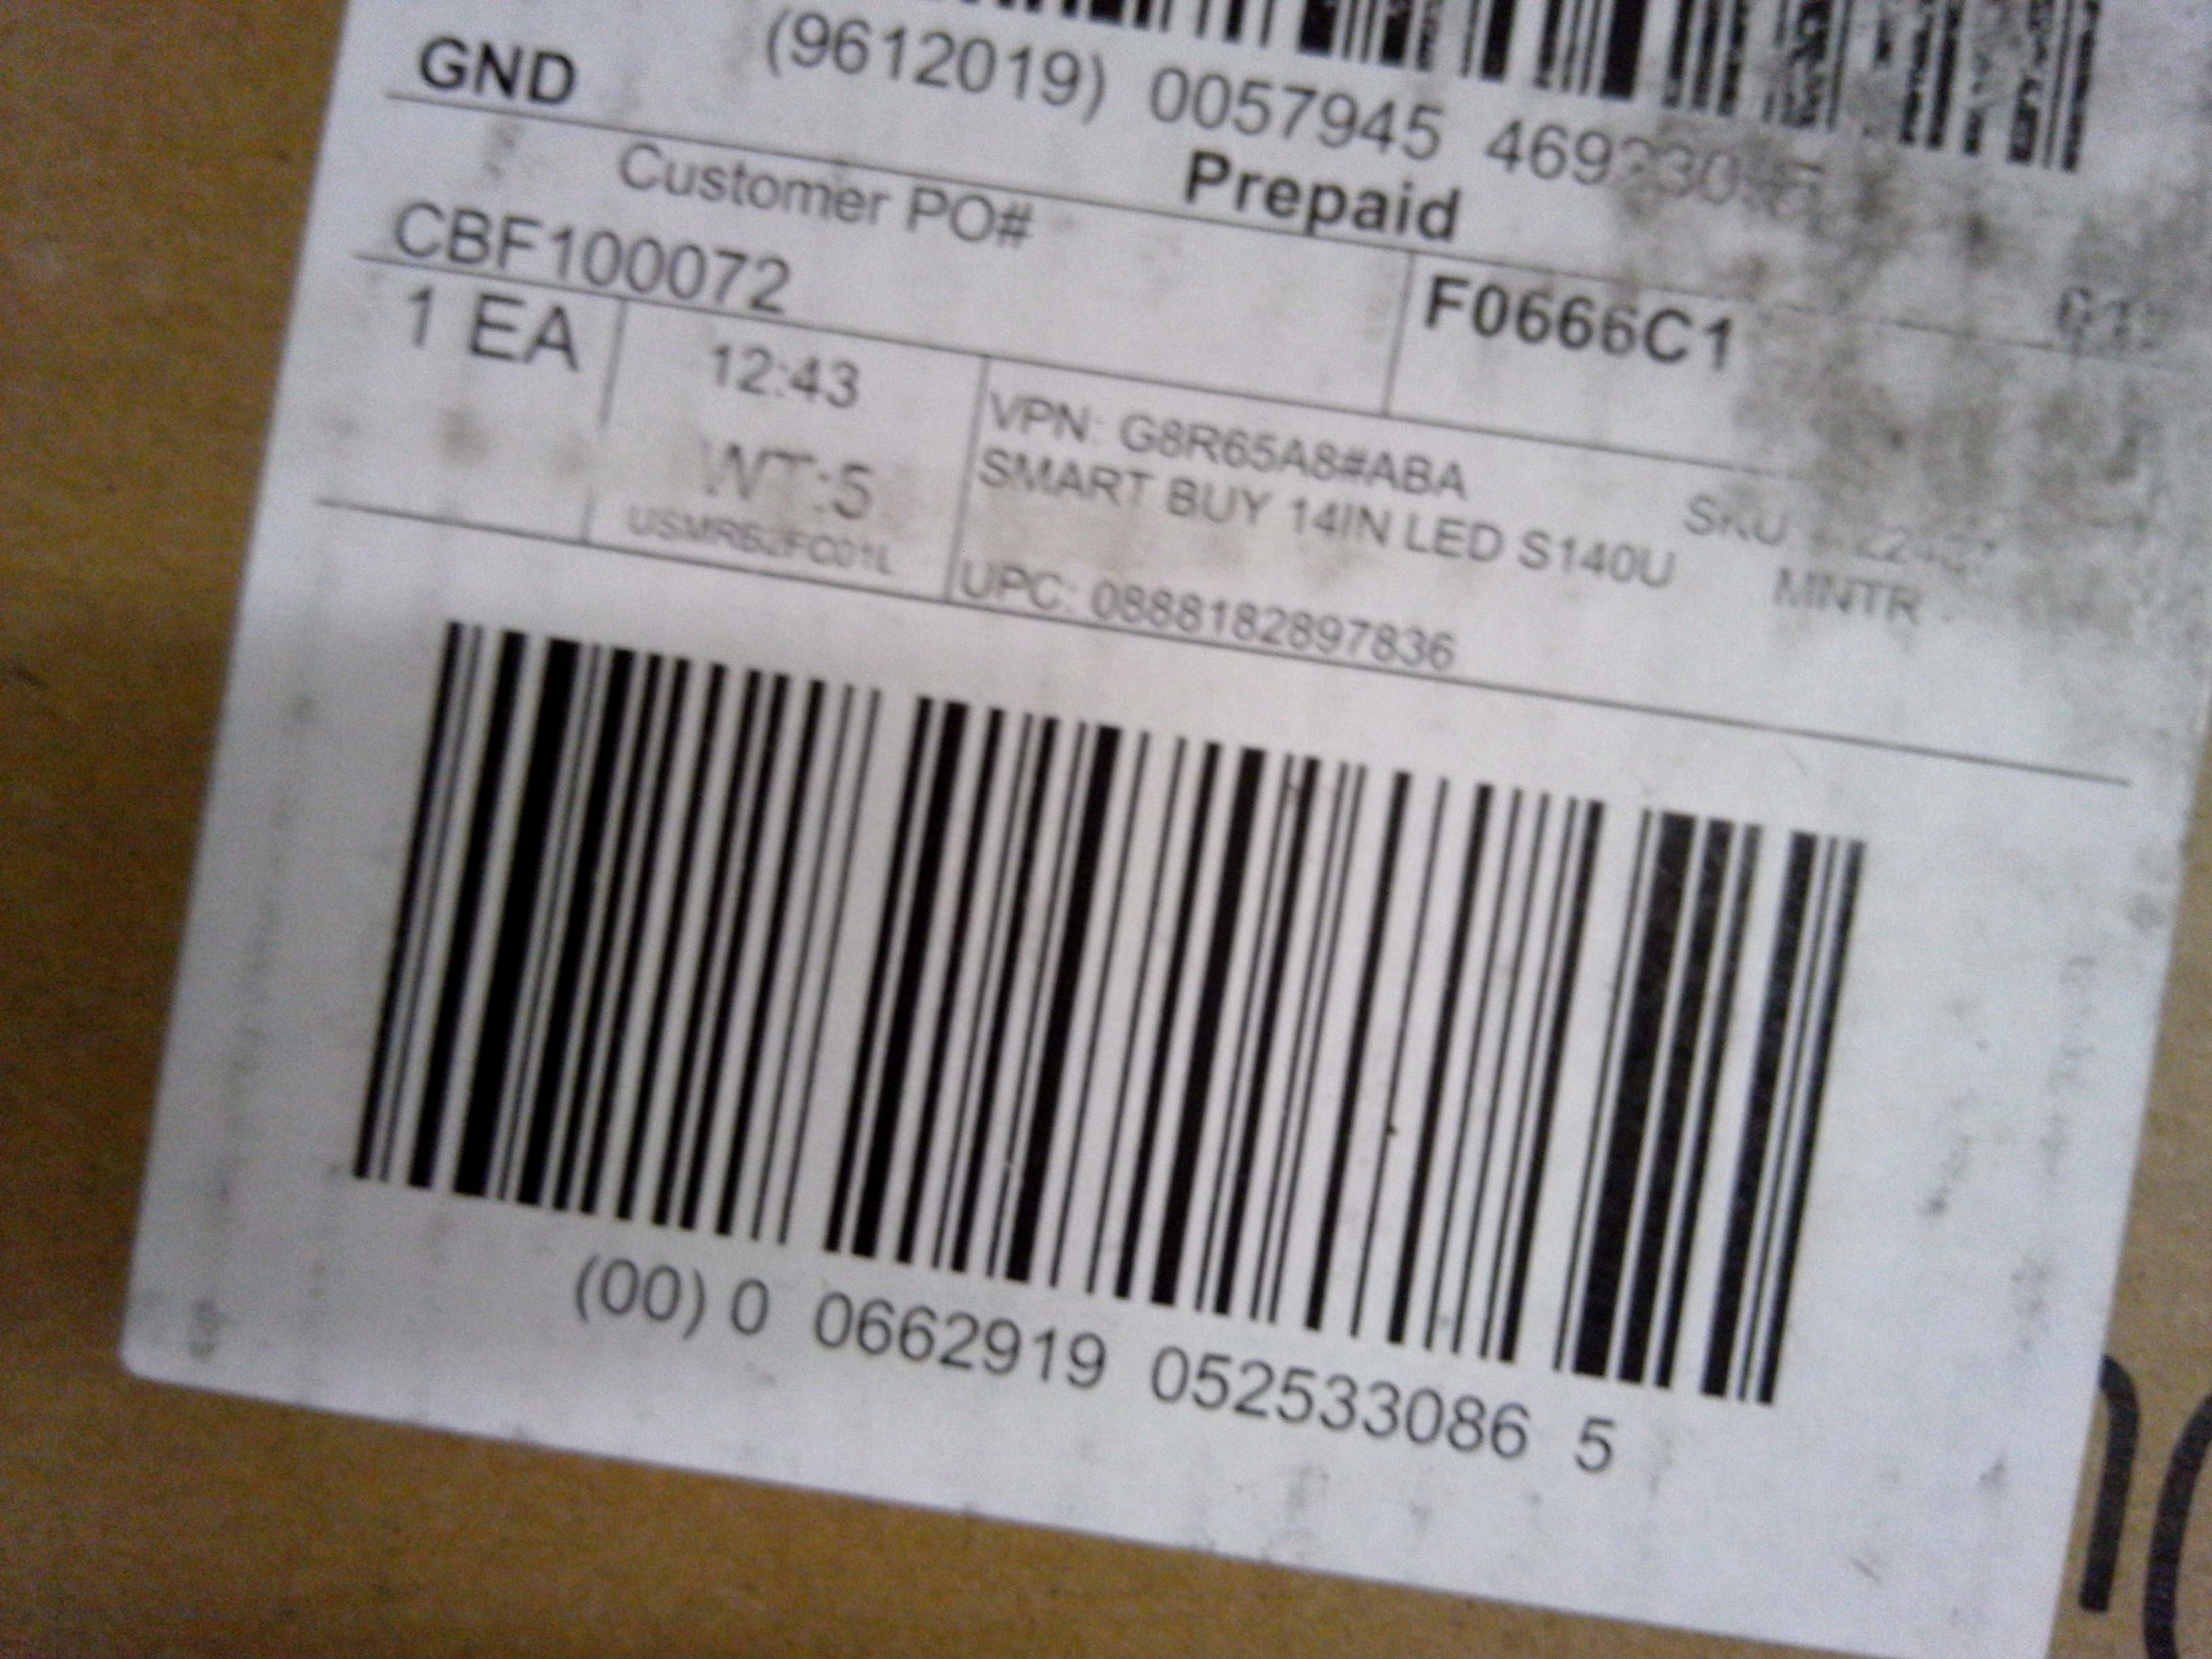 (9612019) 0057945
GND
Prepaid
Customer PO#
CBF100072
F0666C1
1 EA
12:43
WT:5
VPN: G8R65A8#ABA
SKU
SMART BUY 14IN LED S140U MNTR
UPC: 0888182897836
(00) 0 0662919 052533086 5